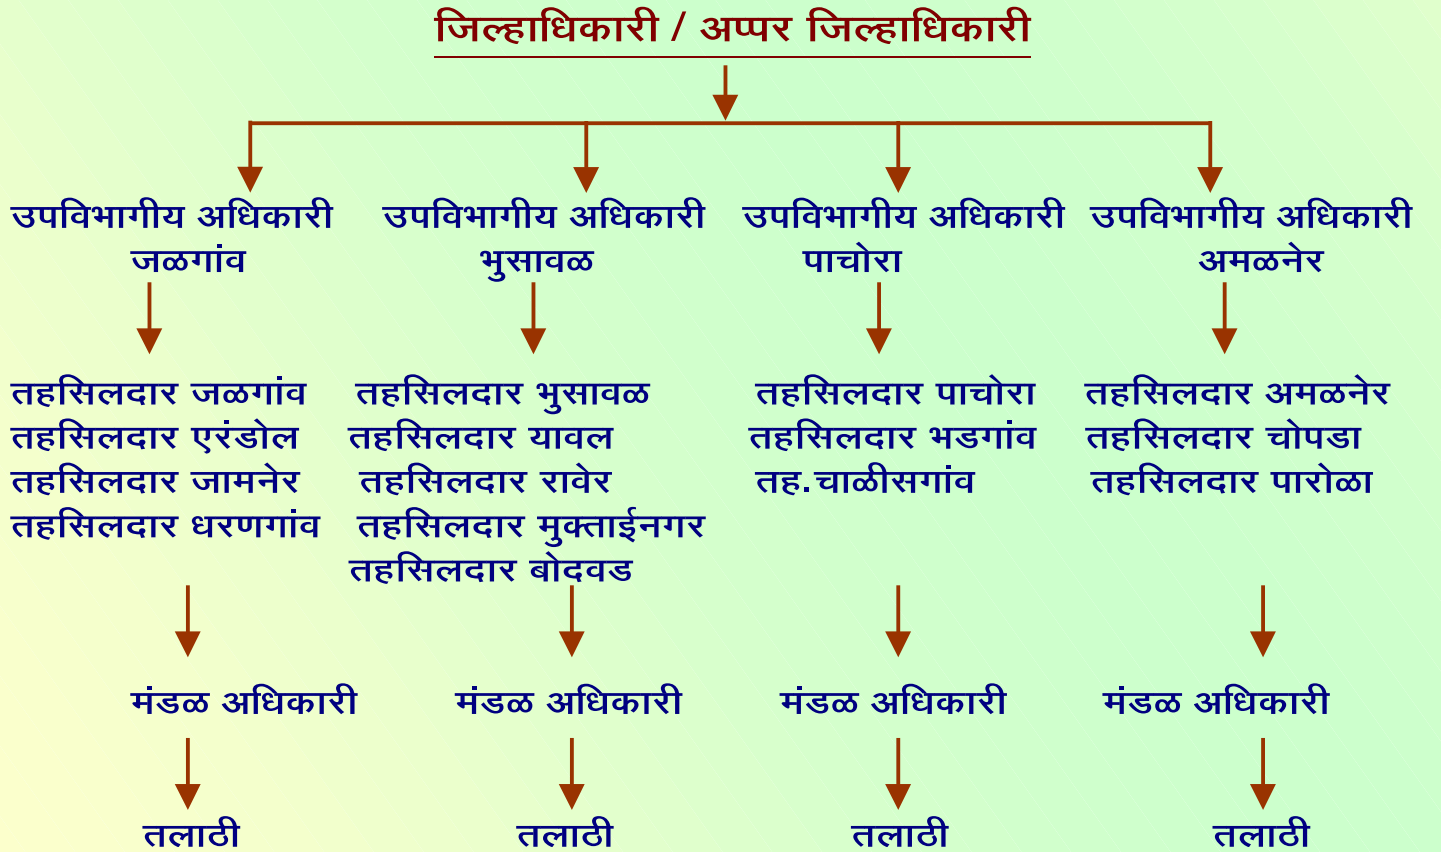 जिल्हाधिकारी / अप्पर जिल्हाधिकारी
उपविभागीय अधिकारी
जळगांव
उपविभागीय अधिकारी
भुसावळ
उपविभागीय अधिकारी
पाचोरा
उपविभागीय अधिकारी
अमळनेर
तहसिलदार जळगांव
तहसिलदार एरंडोल
तहसिलदार जामनेर
तहसिलदार धरणगांव
तहसिलदार भुसावळ
तहसिलदार यावल
तहसिलदार रावेर
तहसिलदार मुक्ताईनगर
तहसिलदार बोदवड
तहसिलदार पाचोरा
तहसिलदार भडगांव
तह.चाळीसगांव
तहसिलदार अमळनेर
तहसिलदार चोपडा
तहसिलदार पारोळा
मंडळ अधिकारी
मंडळ अधिकारी
मंडळ अधिकारी
मंडळ अधिकारी
तलाठी
तलाठी
तलाठी
तलाठी